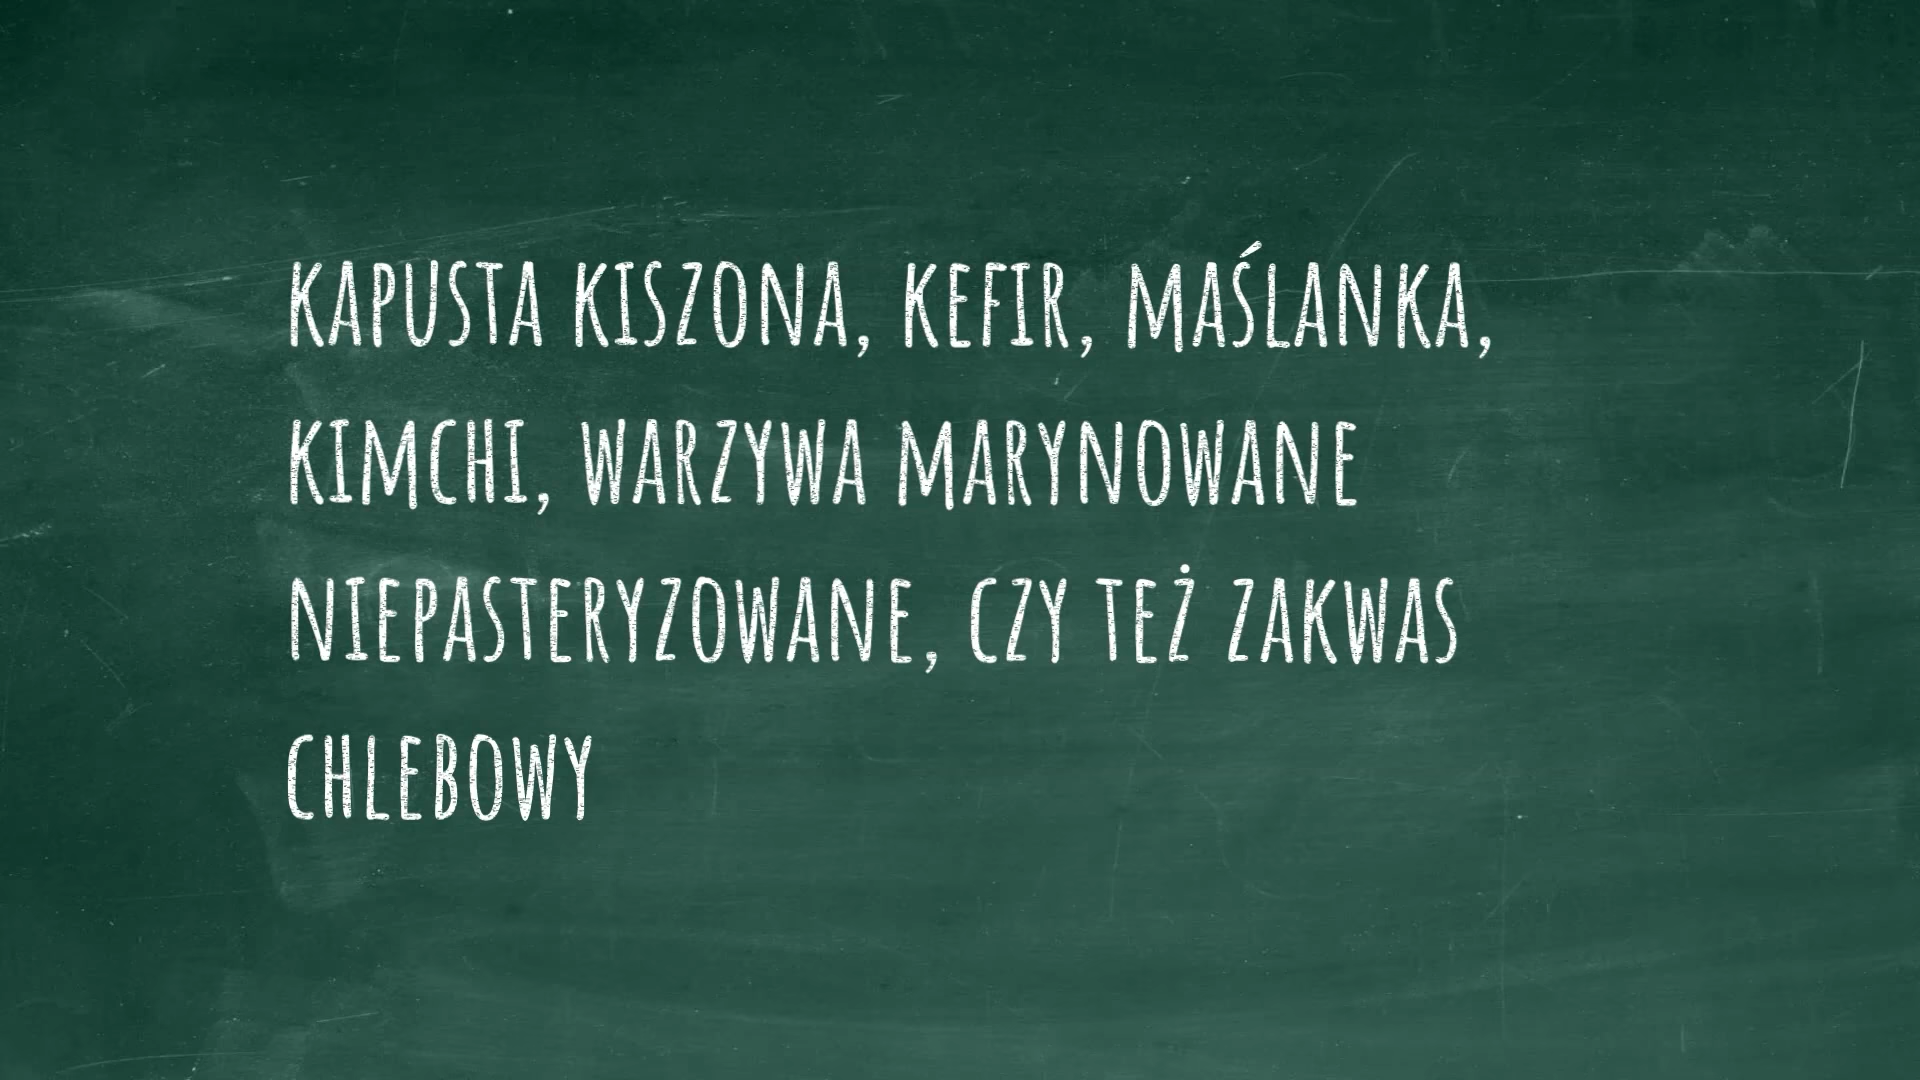 KAPUSTA KISZONA, KEFIR, MAŚLANKA,
KIMCHI, WARZYWA MARYNOWANE
NIEPASTERYZOWANE, CZY TEŻ ZAKWAS
CHLEBOWY